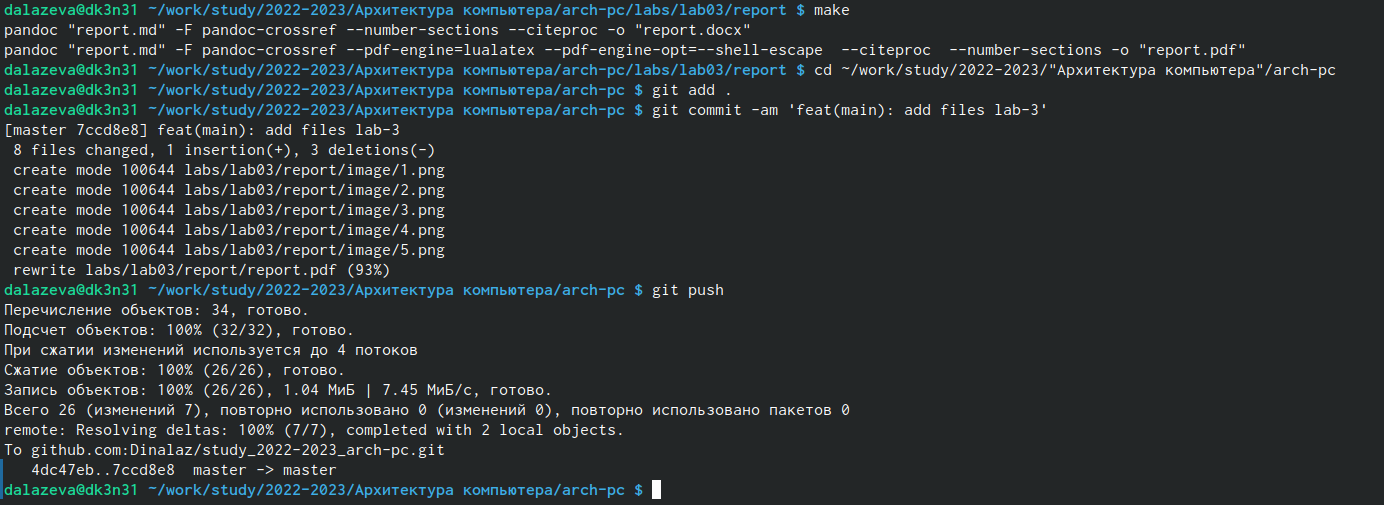 dalazeva@dk3n31 ~/work/study/2022-2023/Архитектура компьютера/arch-pc/labs/lab03/report $ make
pandoc "report.md" -F pandoc-crossref --number-sections --citeproc -o "report.docx"
pandoc "report.md" -F pandoc-crossref --pdf-engine=lualatex --pdf-engine-opt=--shell-escape  --citeproc  --number-sections -o "report.pdf"
dalazeva@dk3n31 ~/work/study/2022-2023/Архитектура компьютера/arch-pc/labs/lab03/report $ cd ~/work/study/2022-2023/"Архитектура компьютера"/arch-pc
dalazeva@dk3n31 ~/work/study/2022-2023/Архитектура компьютера/arch-pc $ git add .
dalazeva@dk3n31 ~/work/study/2022-2023/Архитектура компьютера/arch-pc $ git commit -am 'feat(main): add files lab-3'
[master 7ccd8e8] feat(main): add files lab-3
 8 files changed, 1 insertion(+), 3 deletions(-)
 create mode 100644 labs/lab03/report/image/1.png
 create mode 100644 labs/lab03/report/image/2.png
 create mode 100644 labs/lab03/report/image/3.png
 create mode 100644 labs/lab03/report/image/4.png
 create mode 100644 labs/lab03/report/image/5.png
 rewrite labs/lab03/report/report.pdf (93%)
dalazeva@dk3n31 ~/work/study/2022-2023/Архитектура компьютера/arch-pc $ git push
Перечисление объектов: 34, готово.
Подсчет объектов: 100% (32/32), готово.
При сжатии изменений используется до 4 потоков
Сжатие объектов: 100% (26/26), готово.
Запись объектов: 100% (26/26), 1.04 МиБ | 7.45 МиБ/с, готово.
Всего 26 (изменений 7), повторно использовано 0 (изменений 0), повторно использовано пакетов 0
remote: Resolving deltas: 100% (7/7), completed with 2 local objects.
To github.com:Dinalaz/study_2022-2023_arch-pc.git
   4dc47eb..7ccd8e8  master -> master
dalazeva@dk3n31 ~/work/study/2022-2023/Архитектура компьютера/arch-pc $